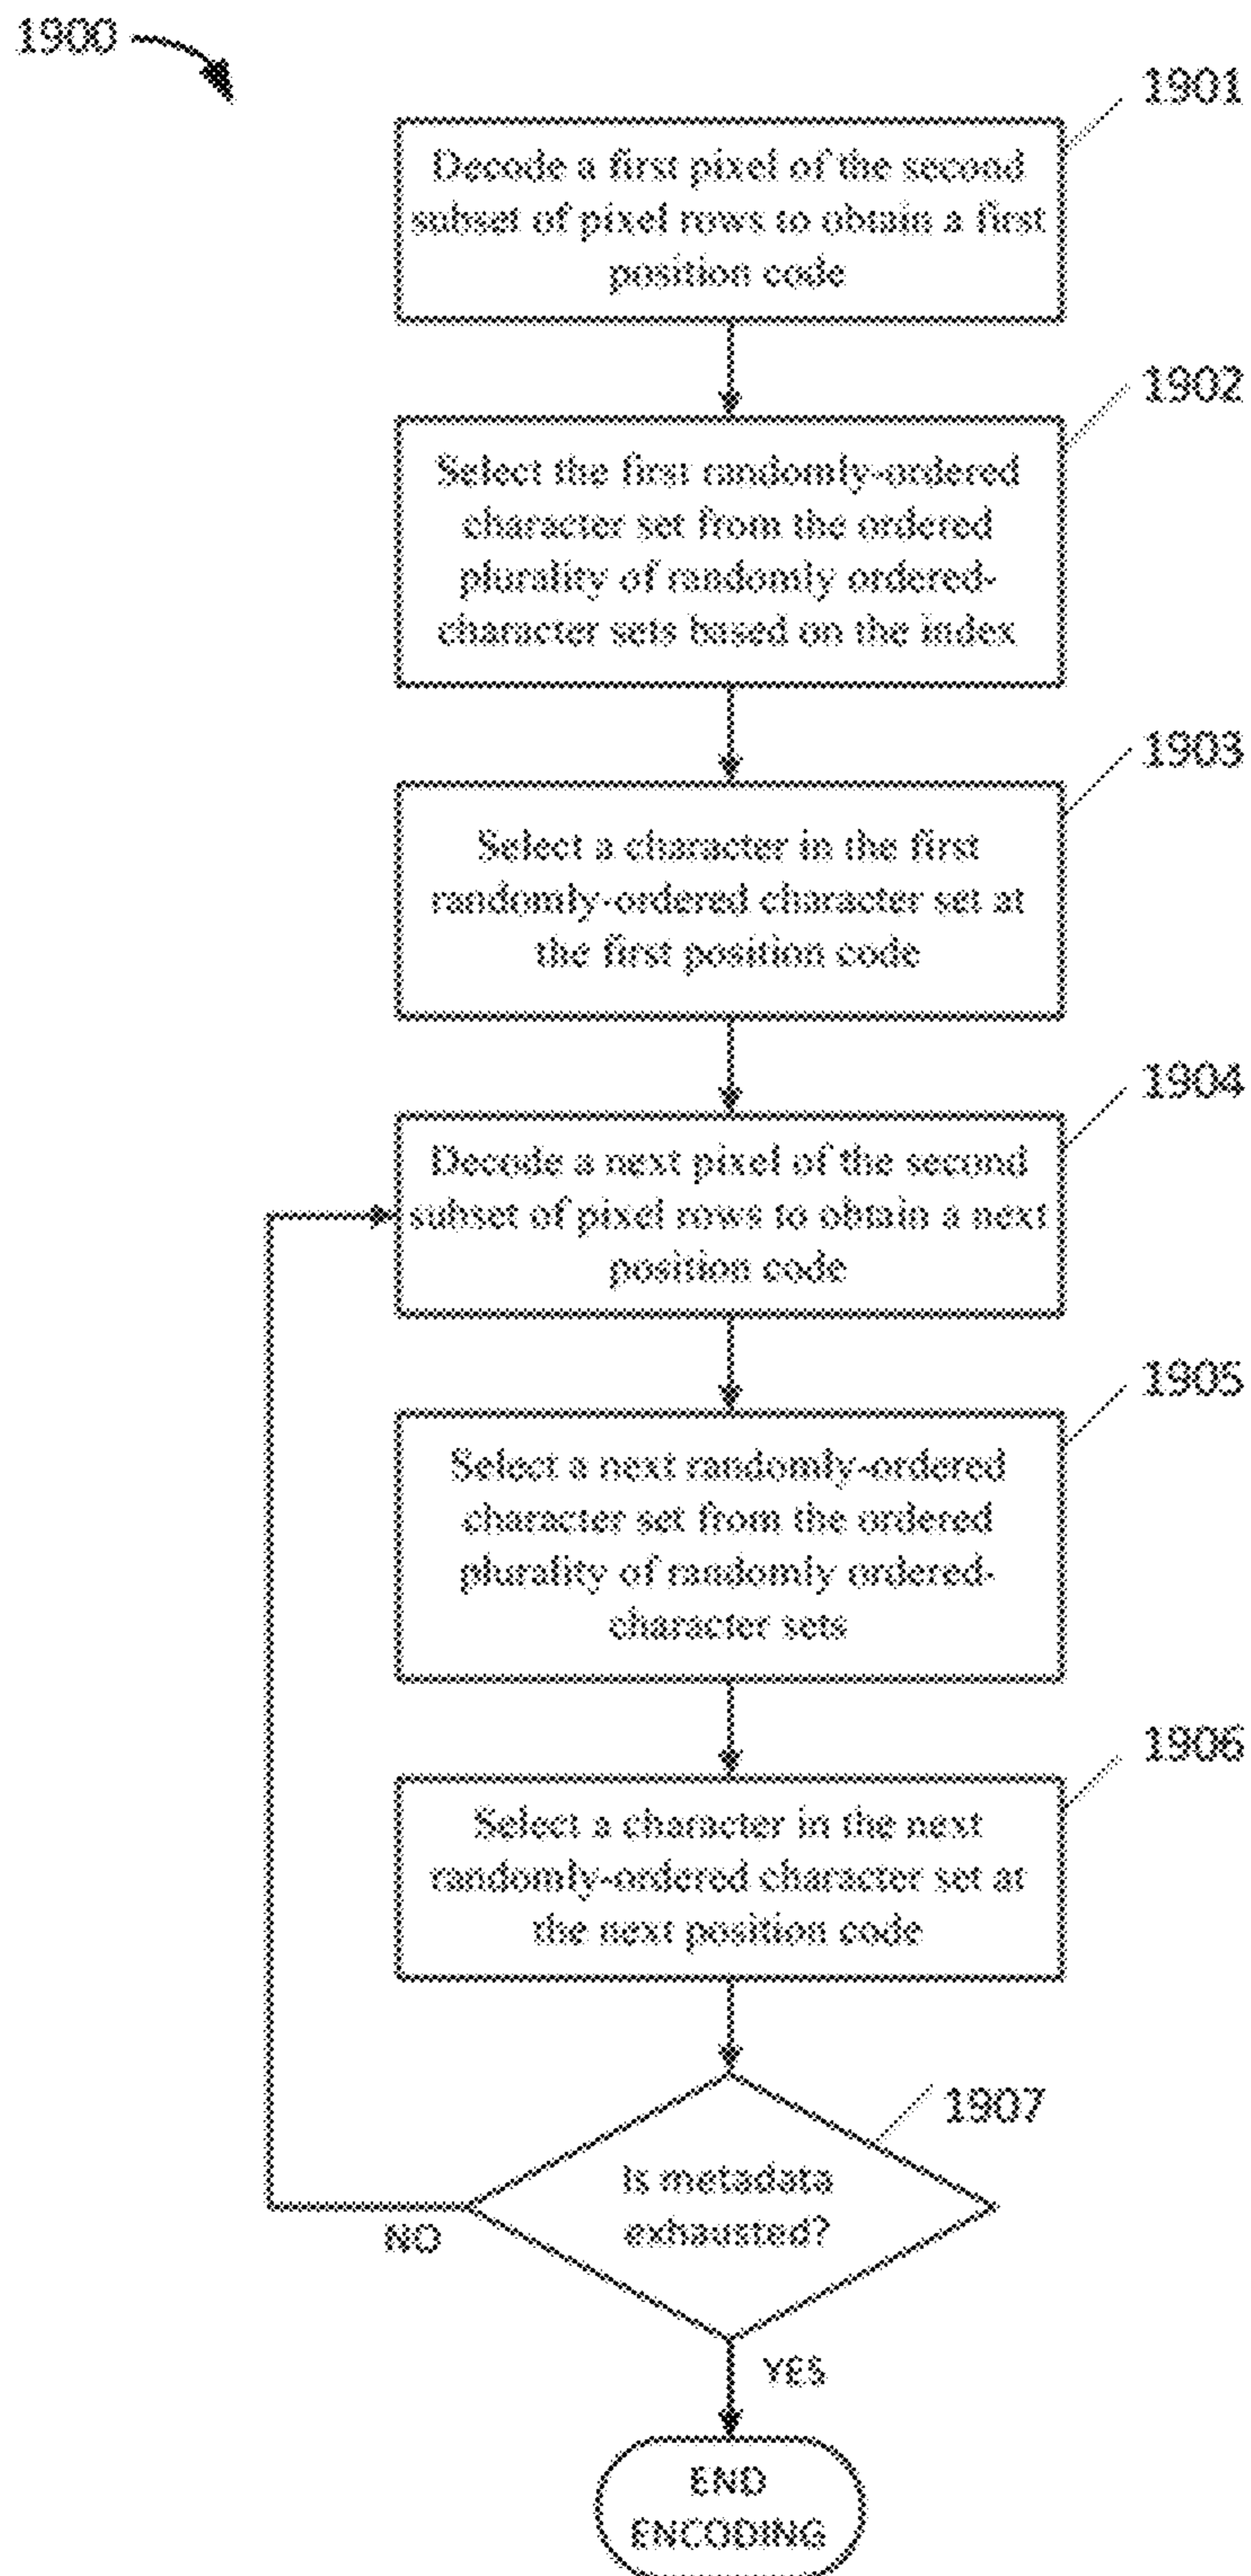 1900
1901
Decode a first pixel of the second
subset of pixel rows to obtain a first
position code
1902
Select the first randomly-ordered
character set from the ordered
plurality of randomly ordered-
character sets based on the index
1903
Select a character in the first
randomly-ordered character set at
the first position code
1904
Decode a next pixel of the second
subset of pixel rows to obtain a next
position code
1905
Select a next randomly-ordered
character set from the ordered
plurality of randomly ordered-
character sets
1906
Select a character in the next
randomly-ordered character set at
the next position code
1907
Is metadata
exhausted?
NO
YES
END
ENCODING